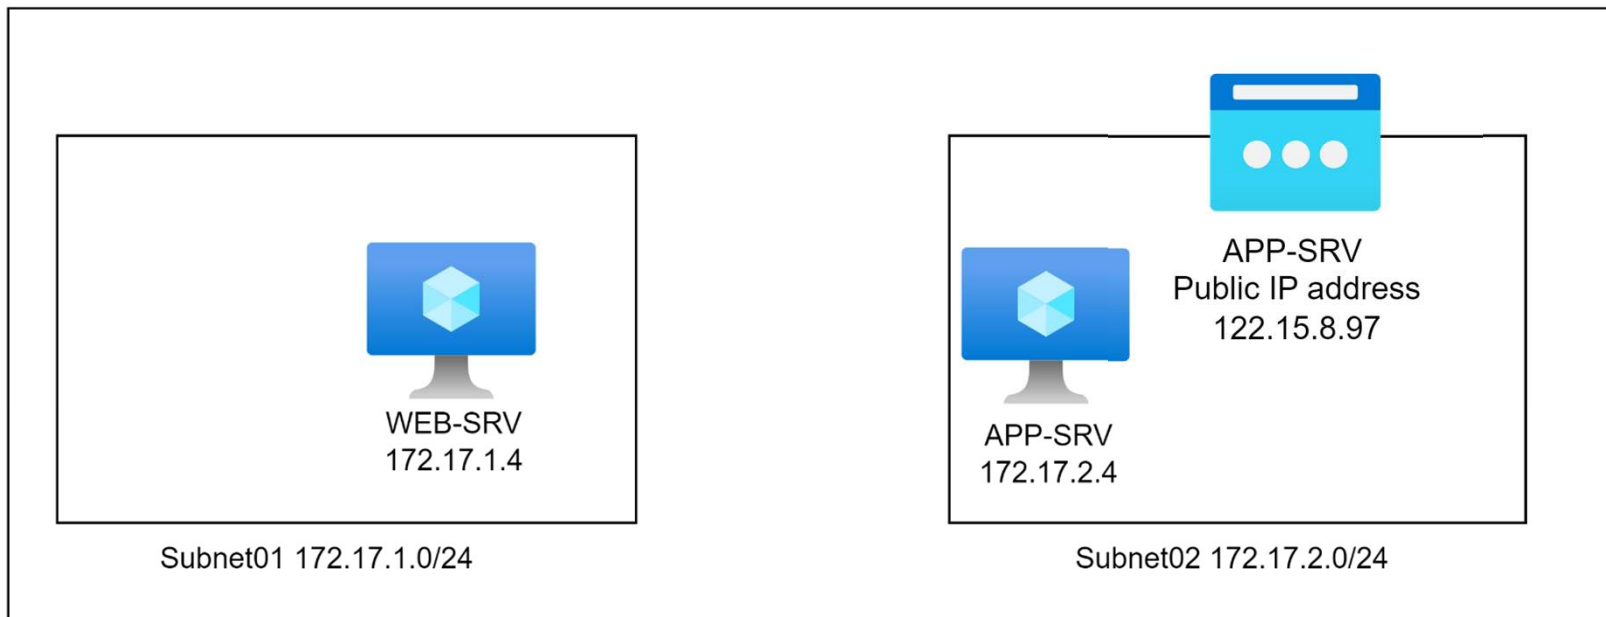 WEB-SRV
172.17.1.4
Subnet01 172.17.1.0/24
APP-SRV
Public IP address
122.15.8.97
APP-SRV
172.17.2.4
Subnet02 172.17.2.0/24